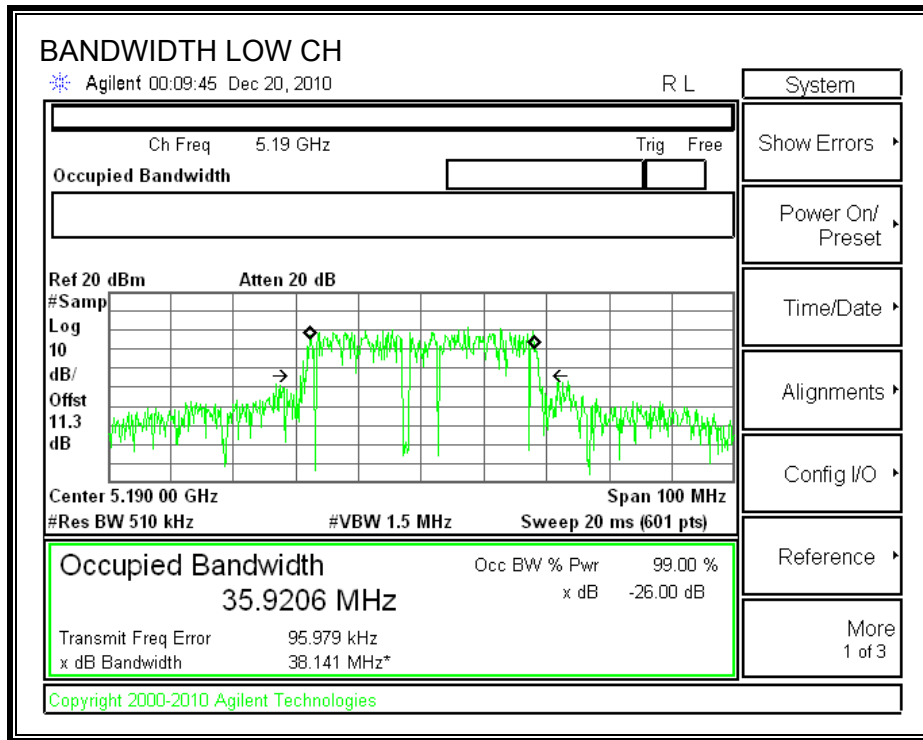 BANDWIDTH LOW CH
Agilent 00:09:45 Dec 20, 2010 R L
System
Ch Freq 5.19 GHz Trig Free
Show Errors
Occupied Bandwidth
Power On/
Preset
Ref 20 dBm Atten 20 dB
#Samp
Log
10
dB/
Offst
11.3
dB
Time/Date
Alignments
Config I/O
Center 5.190 00 GHz Span 100 MHz
#Res BW 510 kHz #VBW 1.5 MHz Sweep 20 ms (601 pts)
Occupied Bandwidth Occ BW % Pwr 99.00 %
35.9206 MHz x dB -26.00 dB
Reference
Transmit Freq Error 95.979 kHz
x dB Bandwidth 38.141 MHz*
More
1 of 3
Copyright 2000-2010 Agilent Technologies